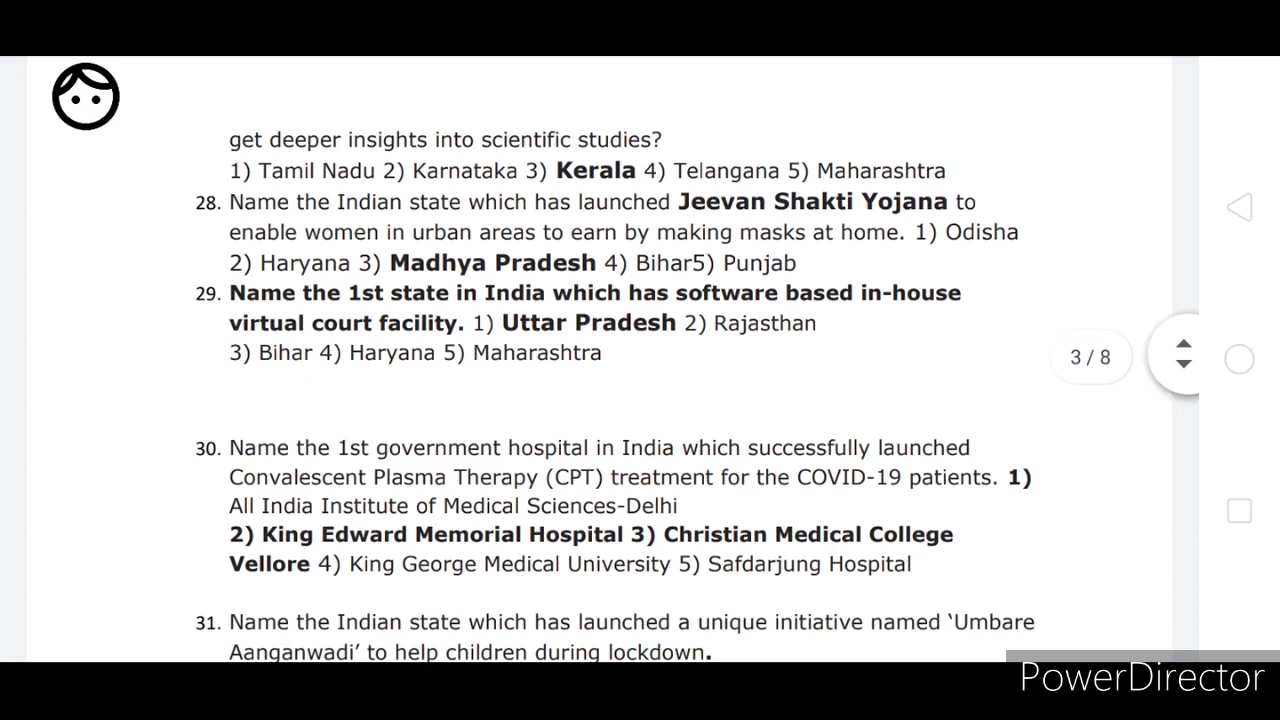 get deeper insights into scientific studies?
1) Tamil Nadu 2) Karnataka 3) Kerala 4) Telangana 5) Maharashtra
28. Name the Indian state which has launched Jeevan Shakti Yojana to
enable women in urban areas to earn by making masks at home. 1) Odisha
2) Haryana 3) Madhya Pradesh 4) Bihar5) Punjab
29. Name the 1st state in India which has software based in-house
virtual court facility. 1) Uttar Pradesh 2) Rajasthan
3) Bihar 4) Haryana 5) Maharashtra
3 / 8
30. Name the 1st government hospital in India which successfully launched
Convalescent Plasma Therapy (CPT) treatment for the COVID-19 patients. 1)
All India Institute of Medical Sciences-Delhi
2) King Edward Memorial Hospital 3) Christian Medical College
Vellore 4) King George Medical University 5) Safdarjung Hospital
31. Name the Indian state which has launched a unique initiative named ‘Umbare
Aanganwadi’ to help children during lockdown.
PowerDirector